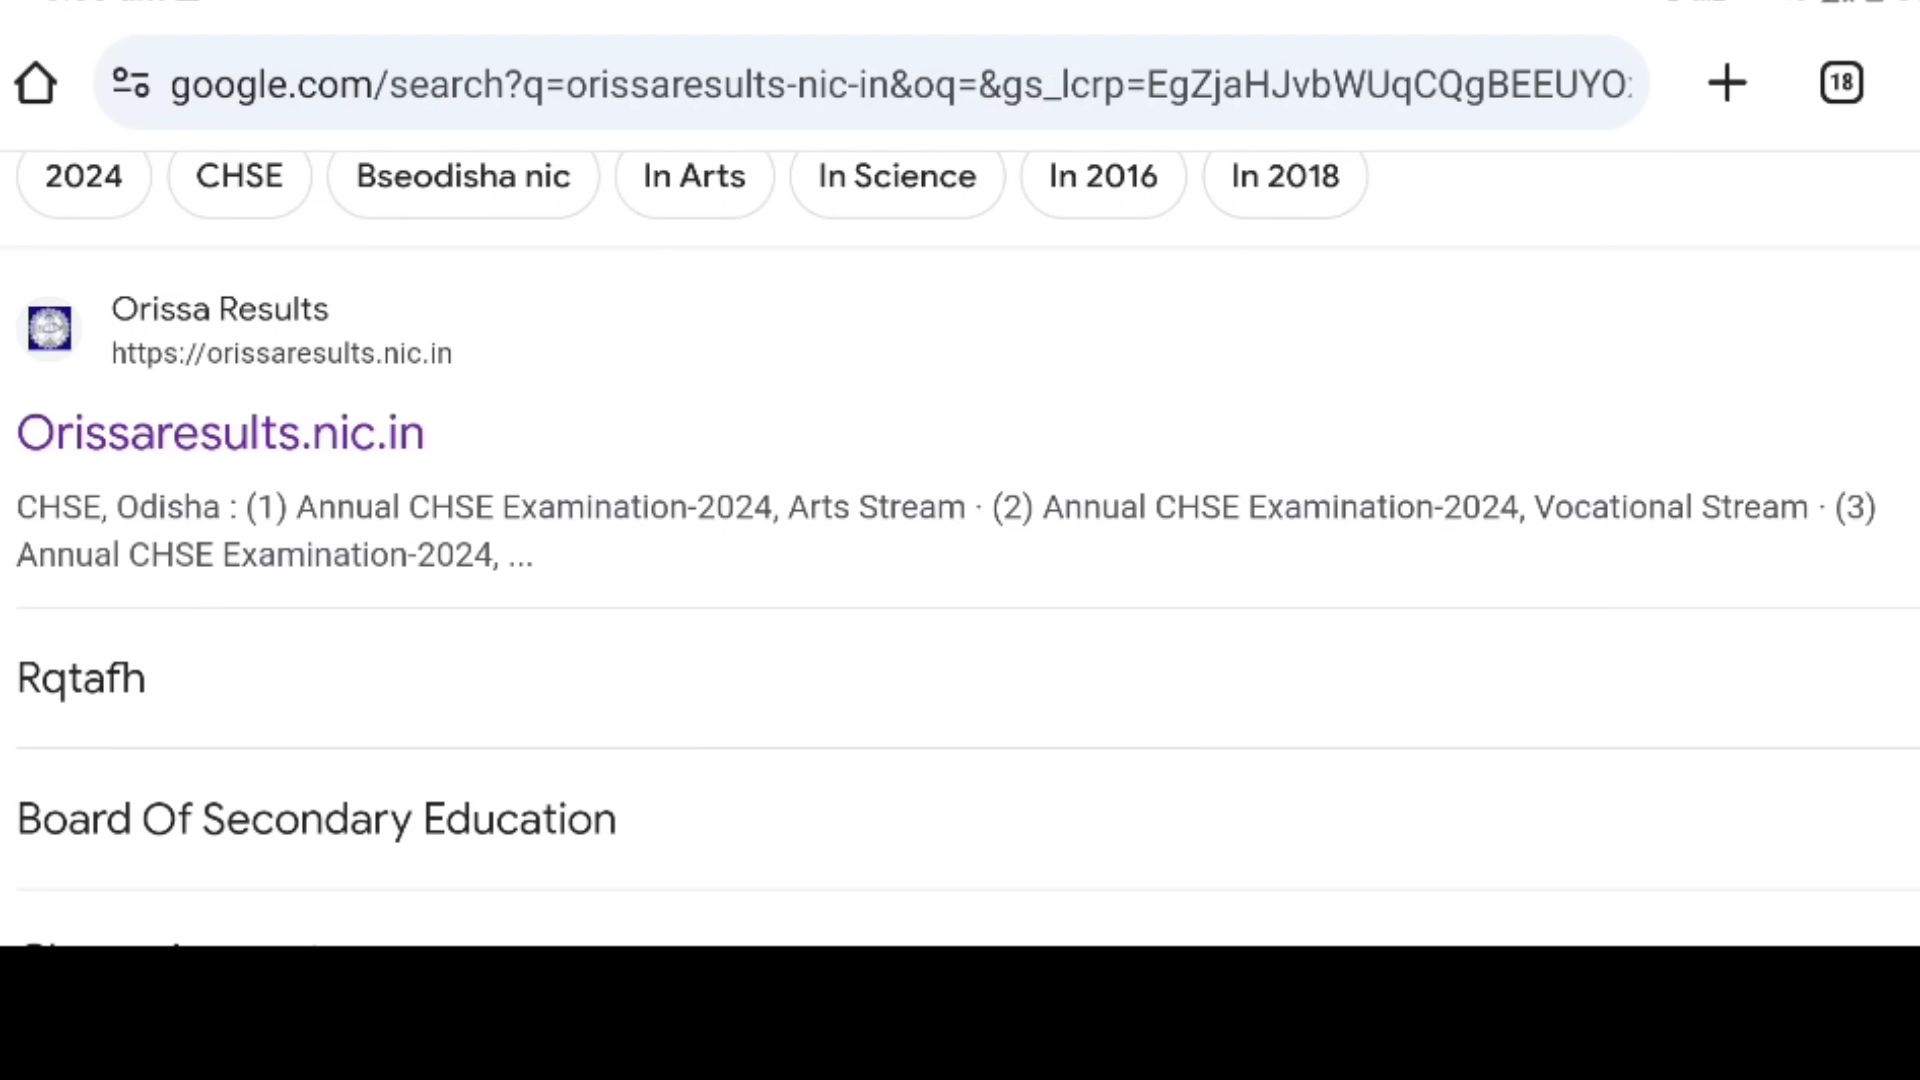 google.com/search?q=orissaresults-nic-in&oq=&gs_lcrp=EgZjaHJvbWUqCQgBEEUYO
18
2024 CHSE Bseodisha nic In Arts In Science In 2016 In 2018
Orissa Results
https://orissaresults.nic.in
Orissaresults.nic.in
CHSE, Odisha : (1) Annual CHSE Examination-2024, Arts Stream · (2) Annual CHSE Examination-2024, Vocational Stream · (3)
Annual CHSE Examination-2024, ...
Rqtafh
Board Of Secondary Education